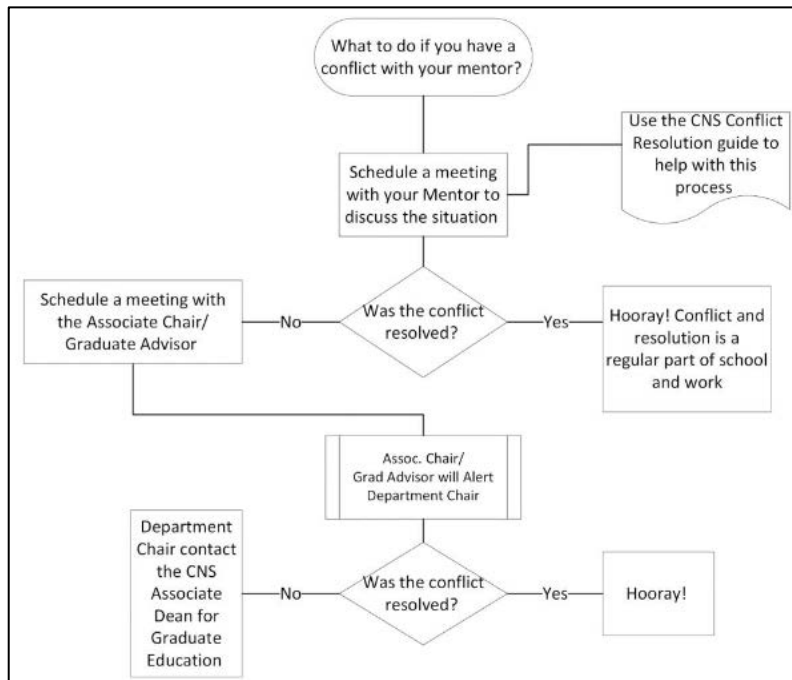 What to do if you have a
conflict with your mentor?
Use the CNS Conflict
Resolution guide to
help with this
process
Schedule a meeting
with your Mentor to
discuss the situation
Schedule a meeting with
the Associate Chair/
Graduate Advisor
No
Was the conflict
resolved?
Yes
Hooray! Conflict and
resolution is a
regular part of school
and work
Assoc. Chair/
Grad Advisor will Alert
Department Chair
Department
Chair contact
the CNS
Associate
Dean for
Graduate
Education
No
Was the conflict
resolved?
Yes
Hooray!